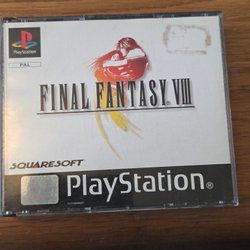 PlayStation
PAL
FINAL FANTASY VIII
SQUARESOFT
PlayStation®